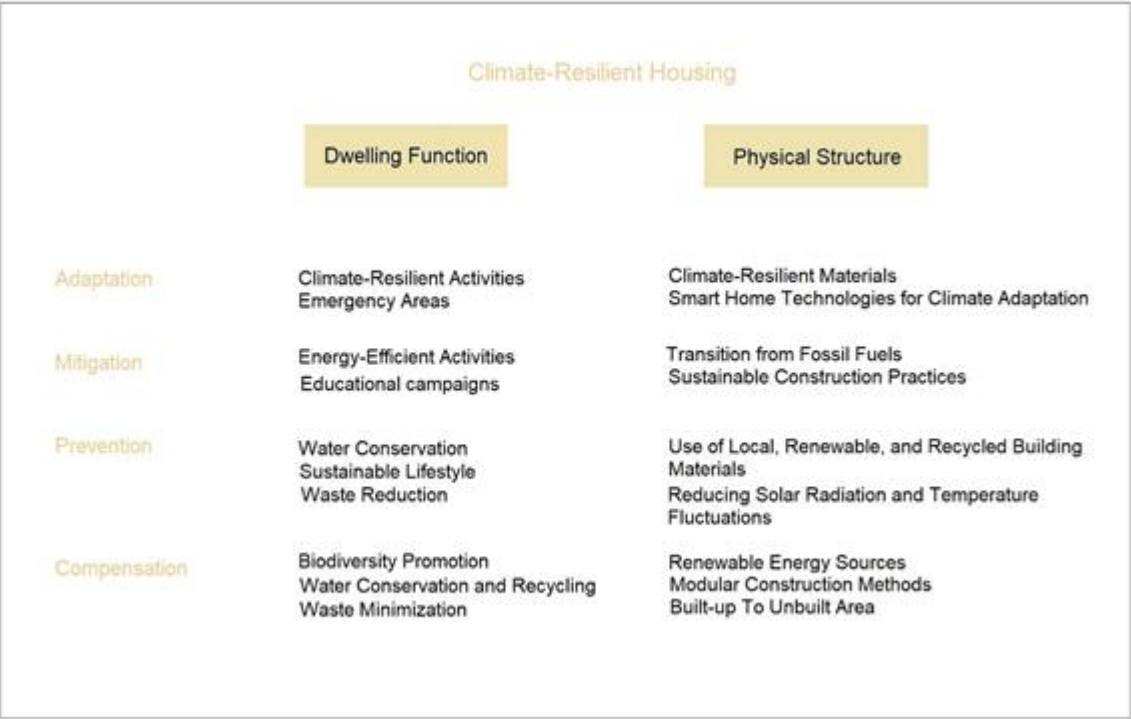 Climate-Resilient Housing
Dwelling Function
Physical Structure
Adaptation
Climate-Resilient Activities
Emergency Areas
Climate-Resilient Materials
Smart Home Technologies for Climate Adaptation
Mitigation
Energy-Efficient Activities
Educational campaigns
Transition from Fossil Fuels
Sustainable Construction Practices
Prevention
Water Conservation
Sustainable Lifestyle
Waste Reduction
Use of Local, Renewable, and Recycled Building
Materials
Reducing Solar Radiation and Temperature
Fluctuations
Compensation
Biodiversity Promotion
Water Conservation and Recycling
Waste Minimization
Renewable Energy Sources
Modular Construction Methods
Built-up To Unbuilt Area